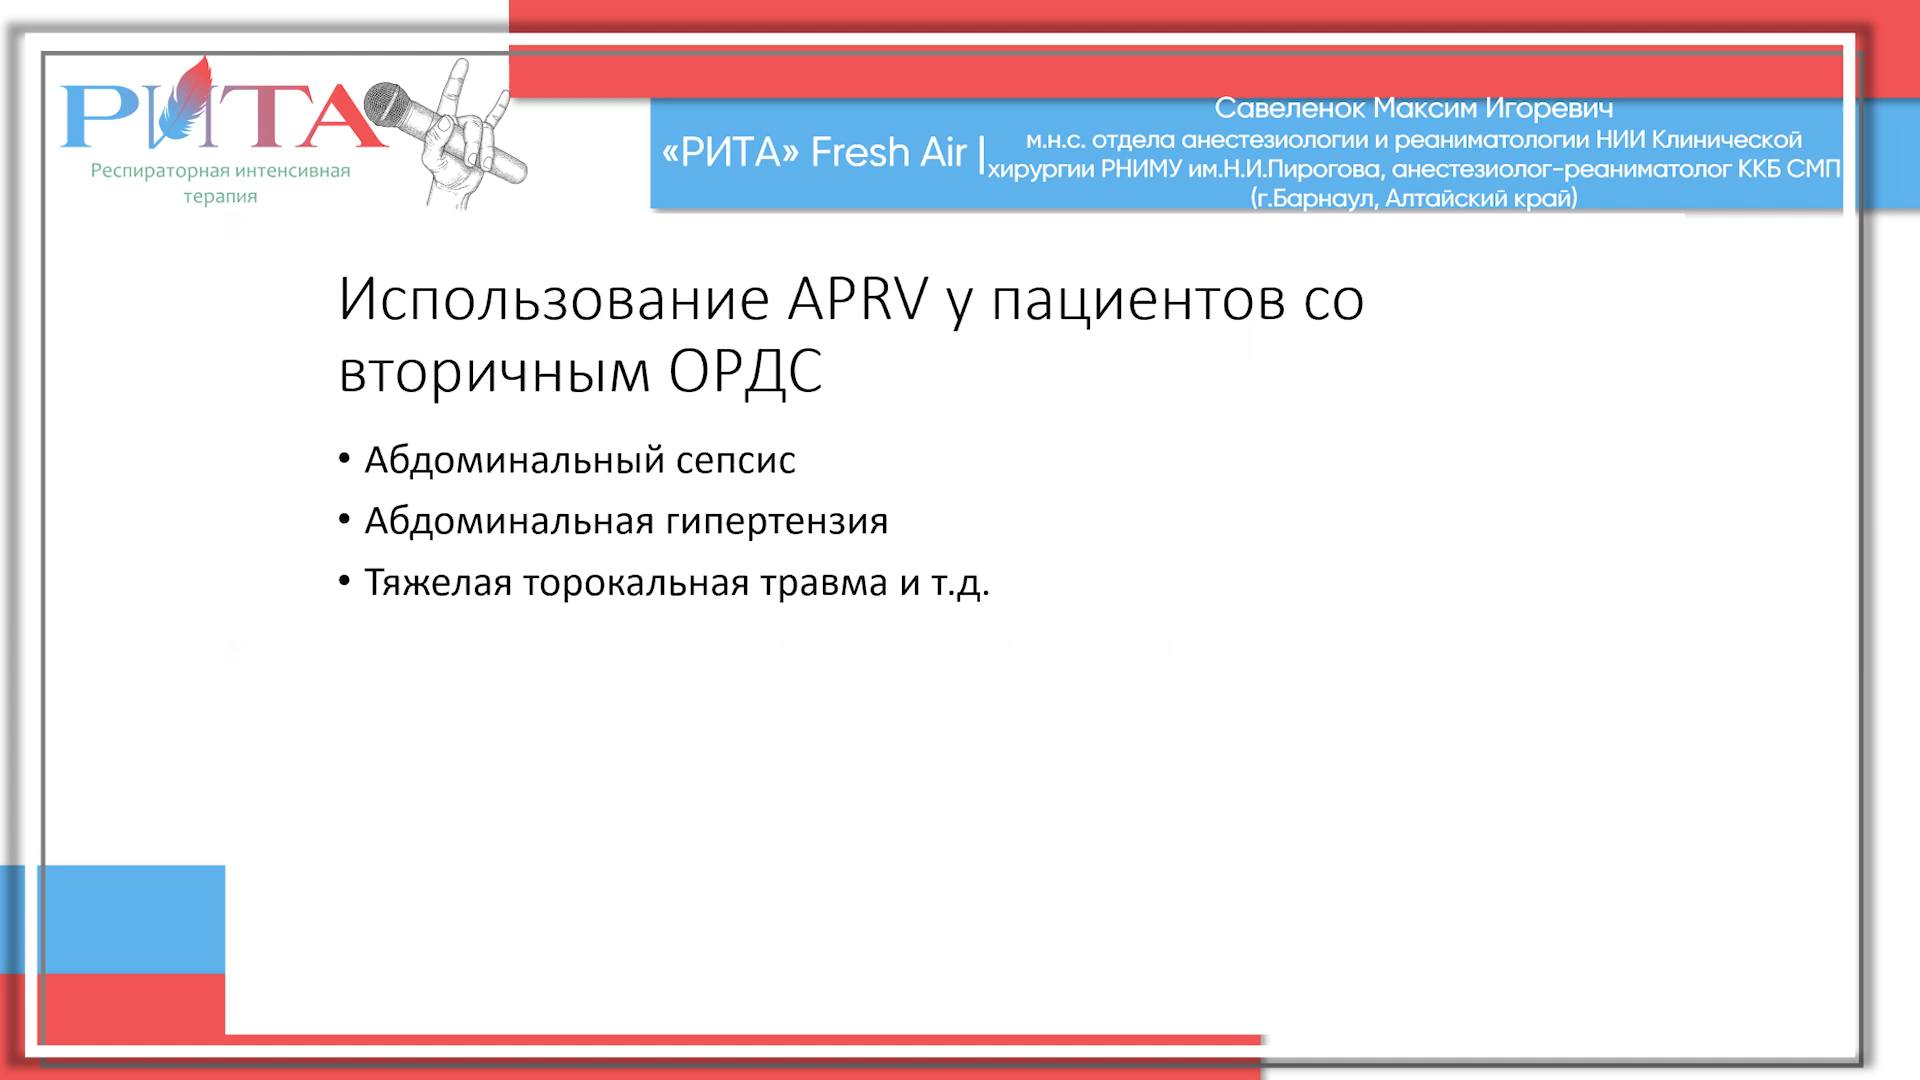 РИТА
Респираторная интенсивная
терапия
«РИТА» Fresh Air |
Савеленок Максим Игоревич
м.н.с. отдела анестезиологии и реаниматологии НИИ Клинической
хирургии РНИМУ им.Н.И.Пирогова, анестезиолог-реаниматолог ККБ СМП
(г.Барнаул, Алтайский край)
Использование APRV у пациентов со
вторичным ОРДС
• Абдоминальный сепсис
• Абдоминальная гипертензия
• Тяжелая торокальная травма и т.д.